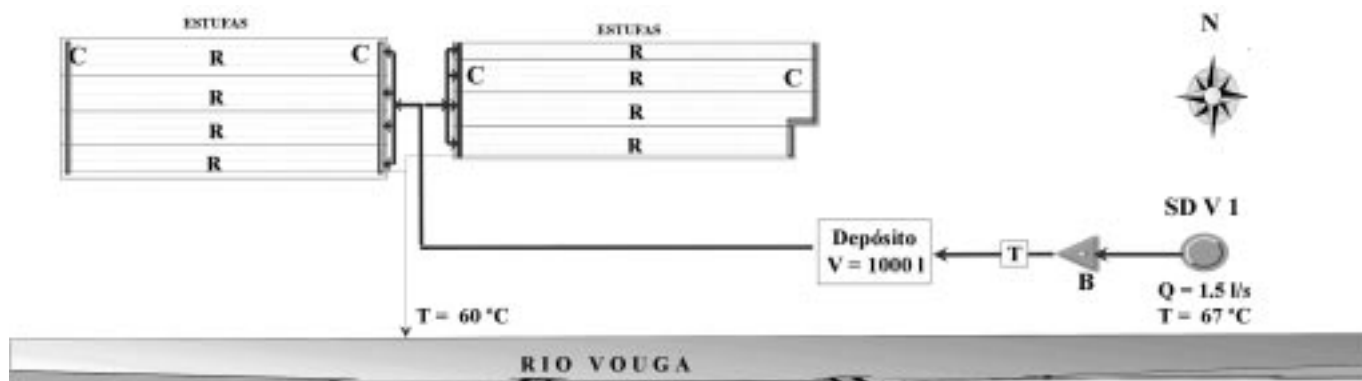 ESTUFAS
C R C
R
R
R
ESTUFAS
R
C R C
R
R
N
SD V 1
Depósito
V = 1000 l
T
B
Q = 1.5 l/s
T = 67 °C
T = 60 °C
RIO VOUGA